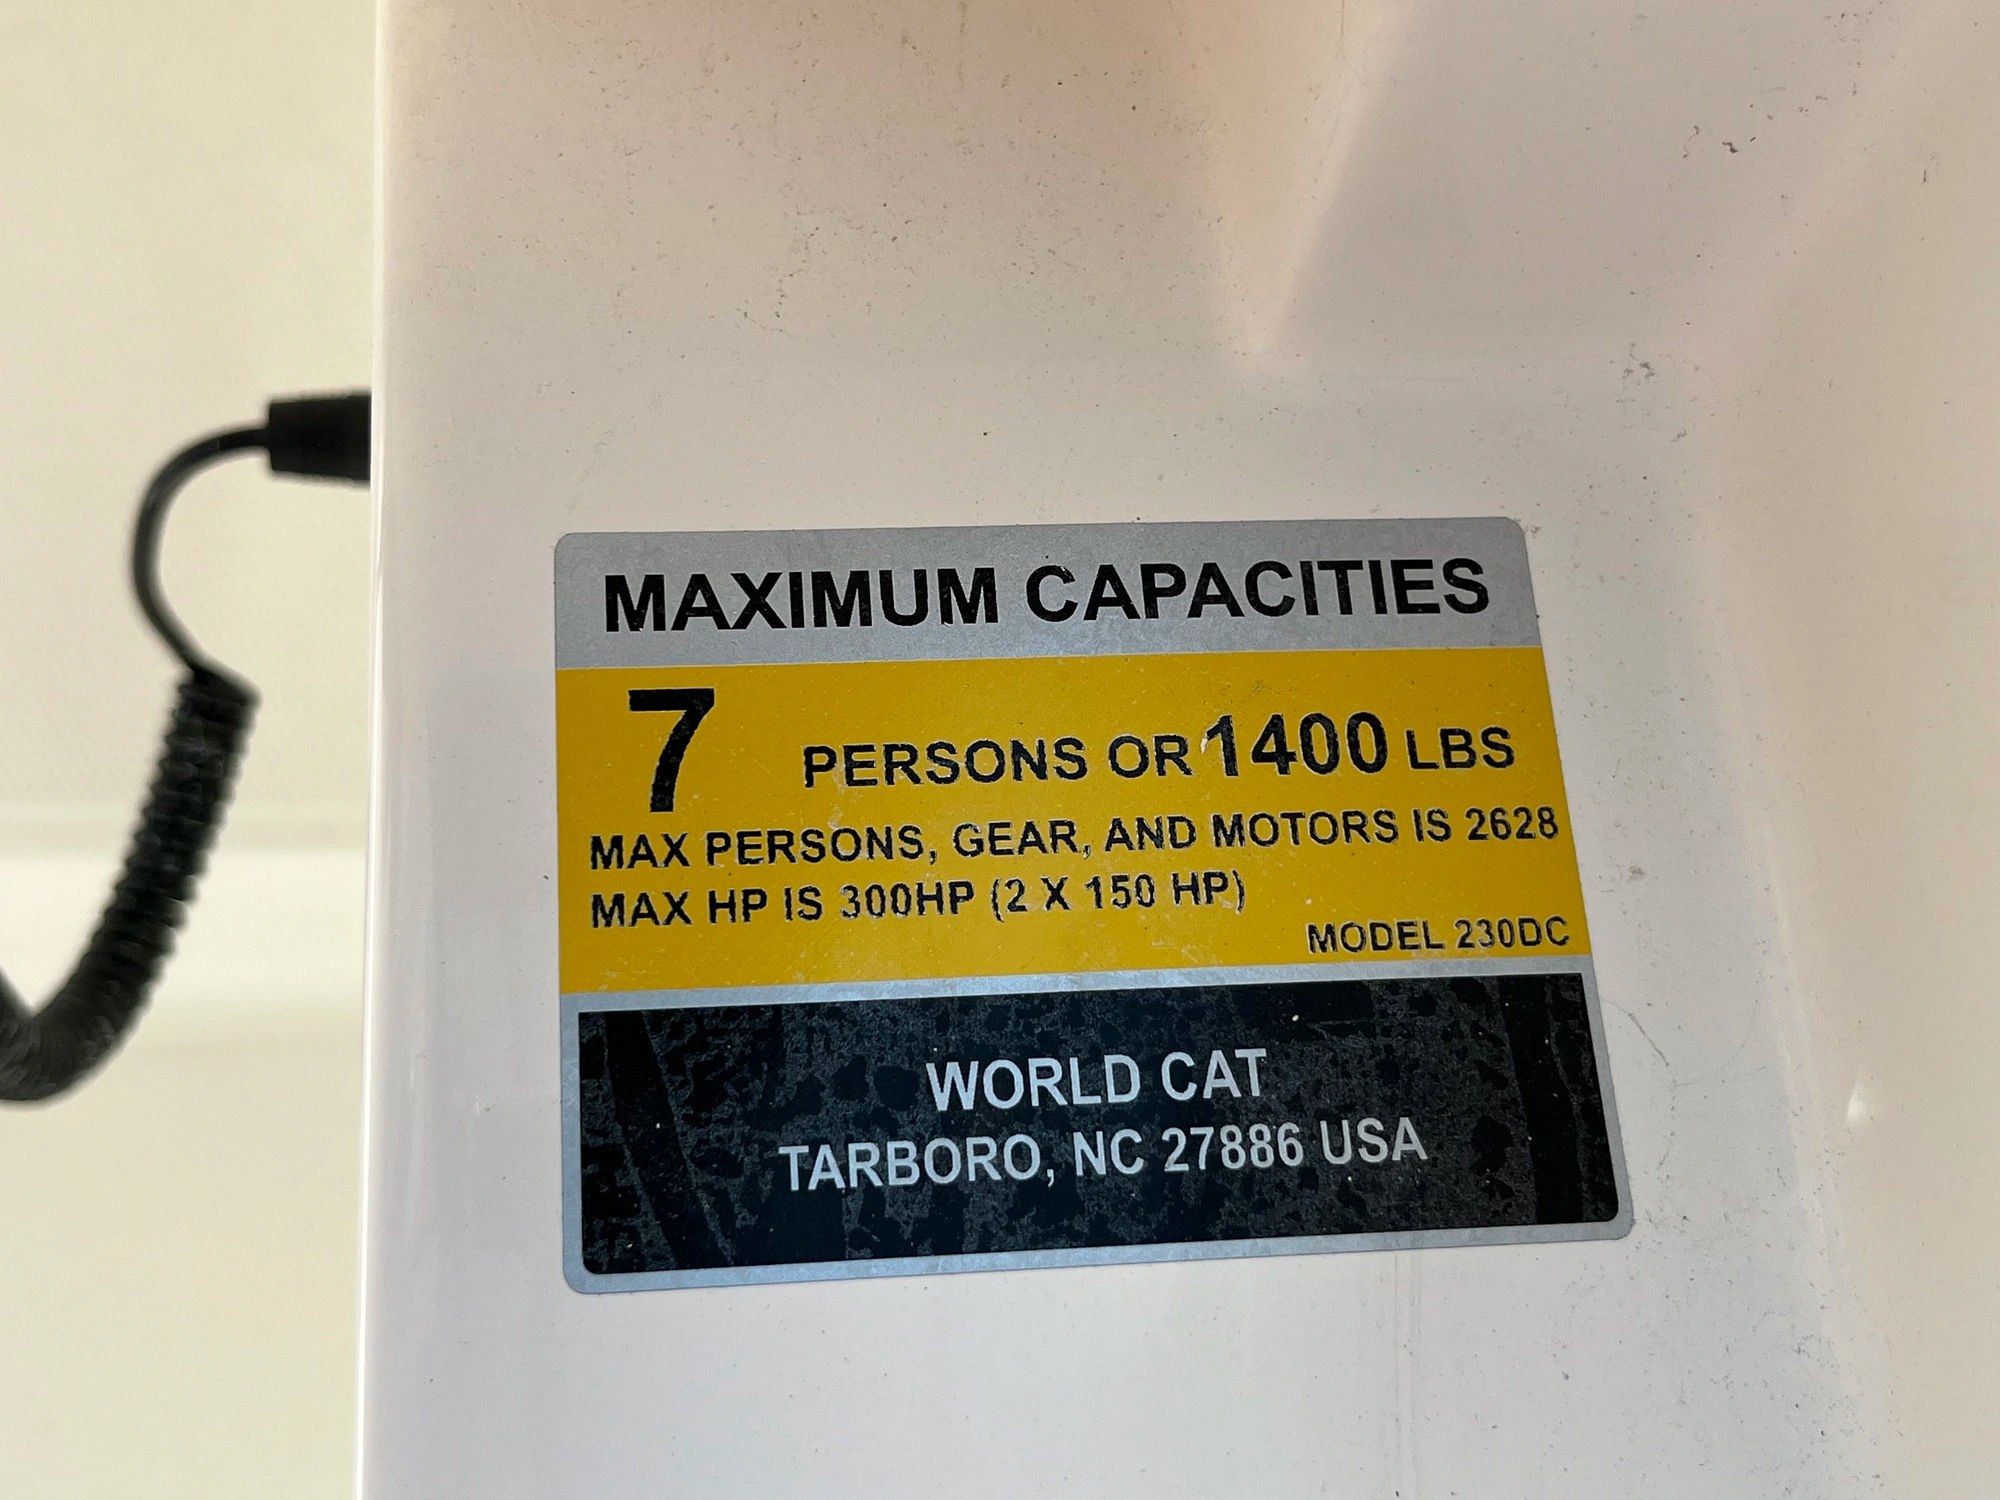 MAXIMUM CAPACITIES
7 PERSONS OR 1400 LBS
MAX PERSONS, GEAR, AND MOTORS IS 2628
MAX HP IS 300HP (2 X 150 HP)
MODEL 230DC
WORLD CAT
TARBORO, NC 27886 USA